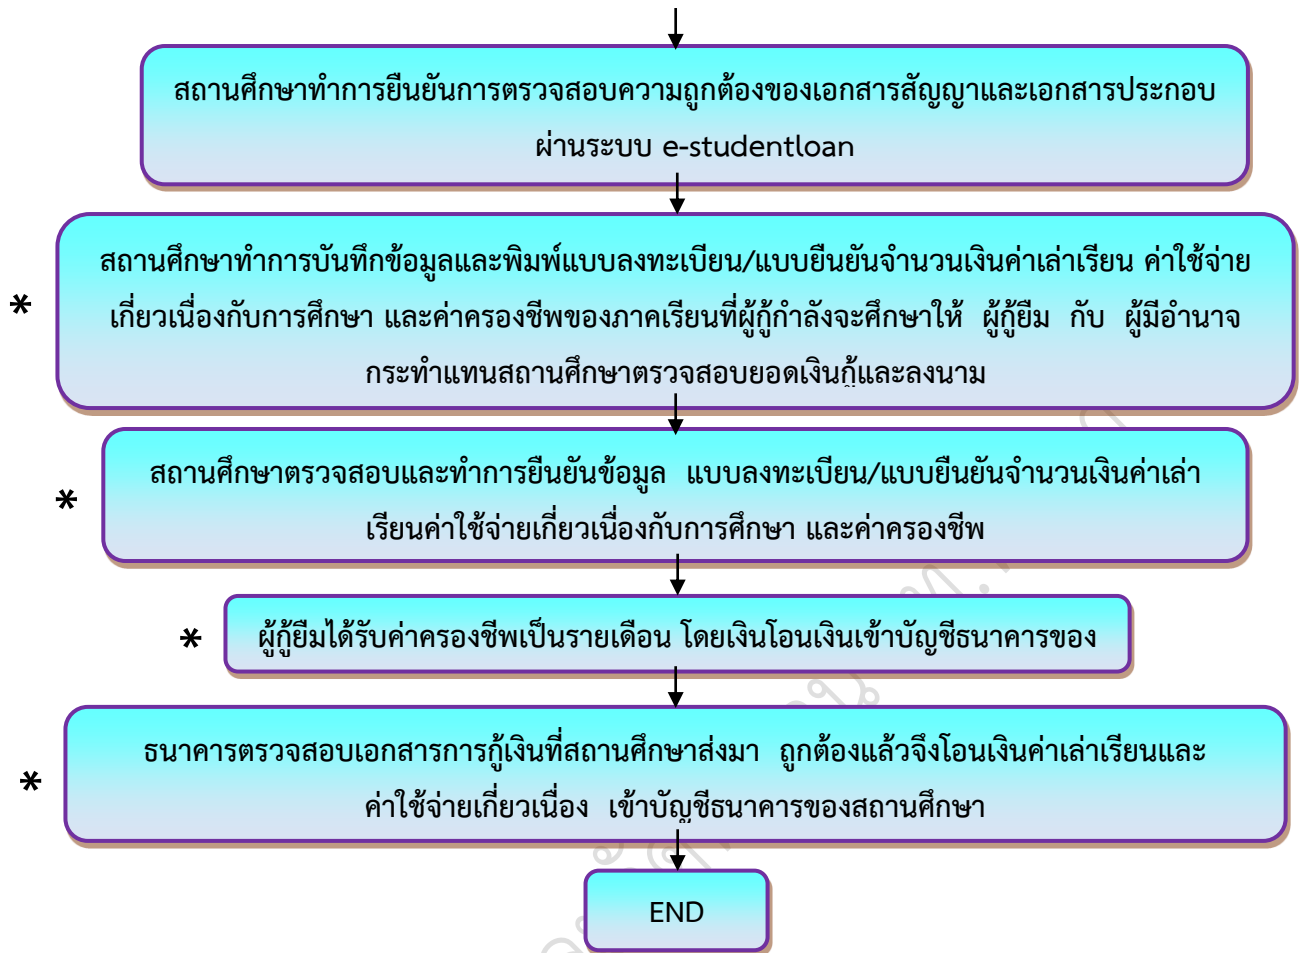 สถานศึกษาทำการยืนยันการตรวจสอบความถูกต้องของเอกสารสัญญาและเอกสารประกอบ
ผ่านระบบ e-studentloan
สถานศึกษาทำการบันทึกข้อมูลและพิมพ์แบบลงทะเบียน/แบบยืนยันจำนวนเงินค่าเล่าเรียน ค่าใช้จ่าย
* เกี่ยวเนื่องกับการศึกษา และค่าครองชีพของภาคเรียนที่ผู้กู้กำลังจะศึกษาให้ ผู้กู้ยืม กับ ผู้มีอำนาจ
กระทำแทนสถานศึกษาตรวจสอบยอดเงินกู้และลงนาม
สถานศึกษาตรวจสอบและทำการยืนยันข้อมูล แบบลงทะเบียน/แบบยืนยันจำนวนเงินค่าเล่า
* เรียนค่าใช้จ่ายเกี่ยวเนื่องกับการศึกษา และค่าครองชีพ
* ผู้กู้ยืมได้รับค่าครองชีพเป็นรายเดือน โดยเงินโอนเงินเข้าบัญชีธนาคารของ
ธนาคารตรวจสอบเอกสารการกู้เงินที่สถานศึกษาส่งมา ถูกต้องแล้วจึงโอนเงินค่าเล่าเรียนและ
* ค่าใช้จ่ายเกี่ยวเนื่อง เข้าบัญชีธนาคารของสถานศึกษา
END